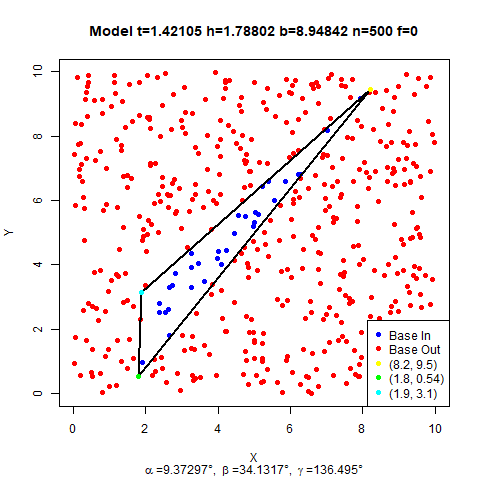 Model t=1.42105 h=1.78802 b=8.94842 n=500 f=0
10
8
6
4
2
0
Y
Base In
Base Out
(8.2, 9.5)
(1.8, 0.54)
(1.9, 3.1)
0 2 4 6 8 10
X
α =9.37297°, β =34.1317°, γ =136.495°